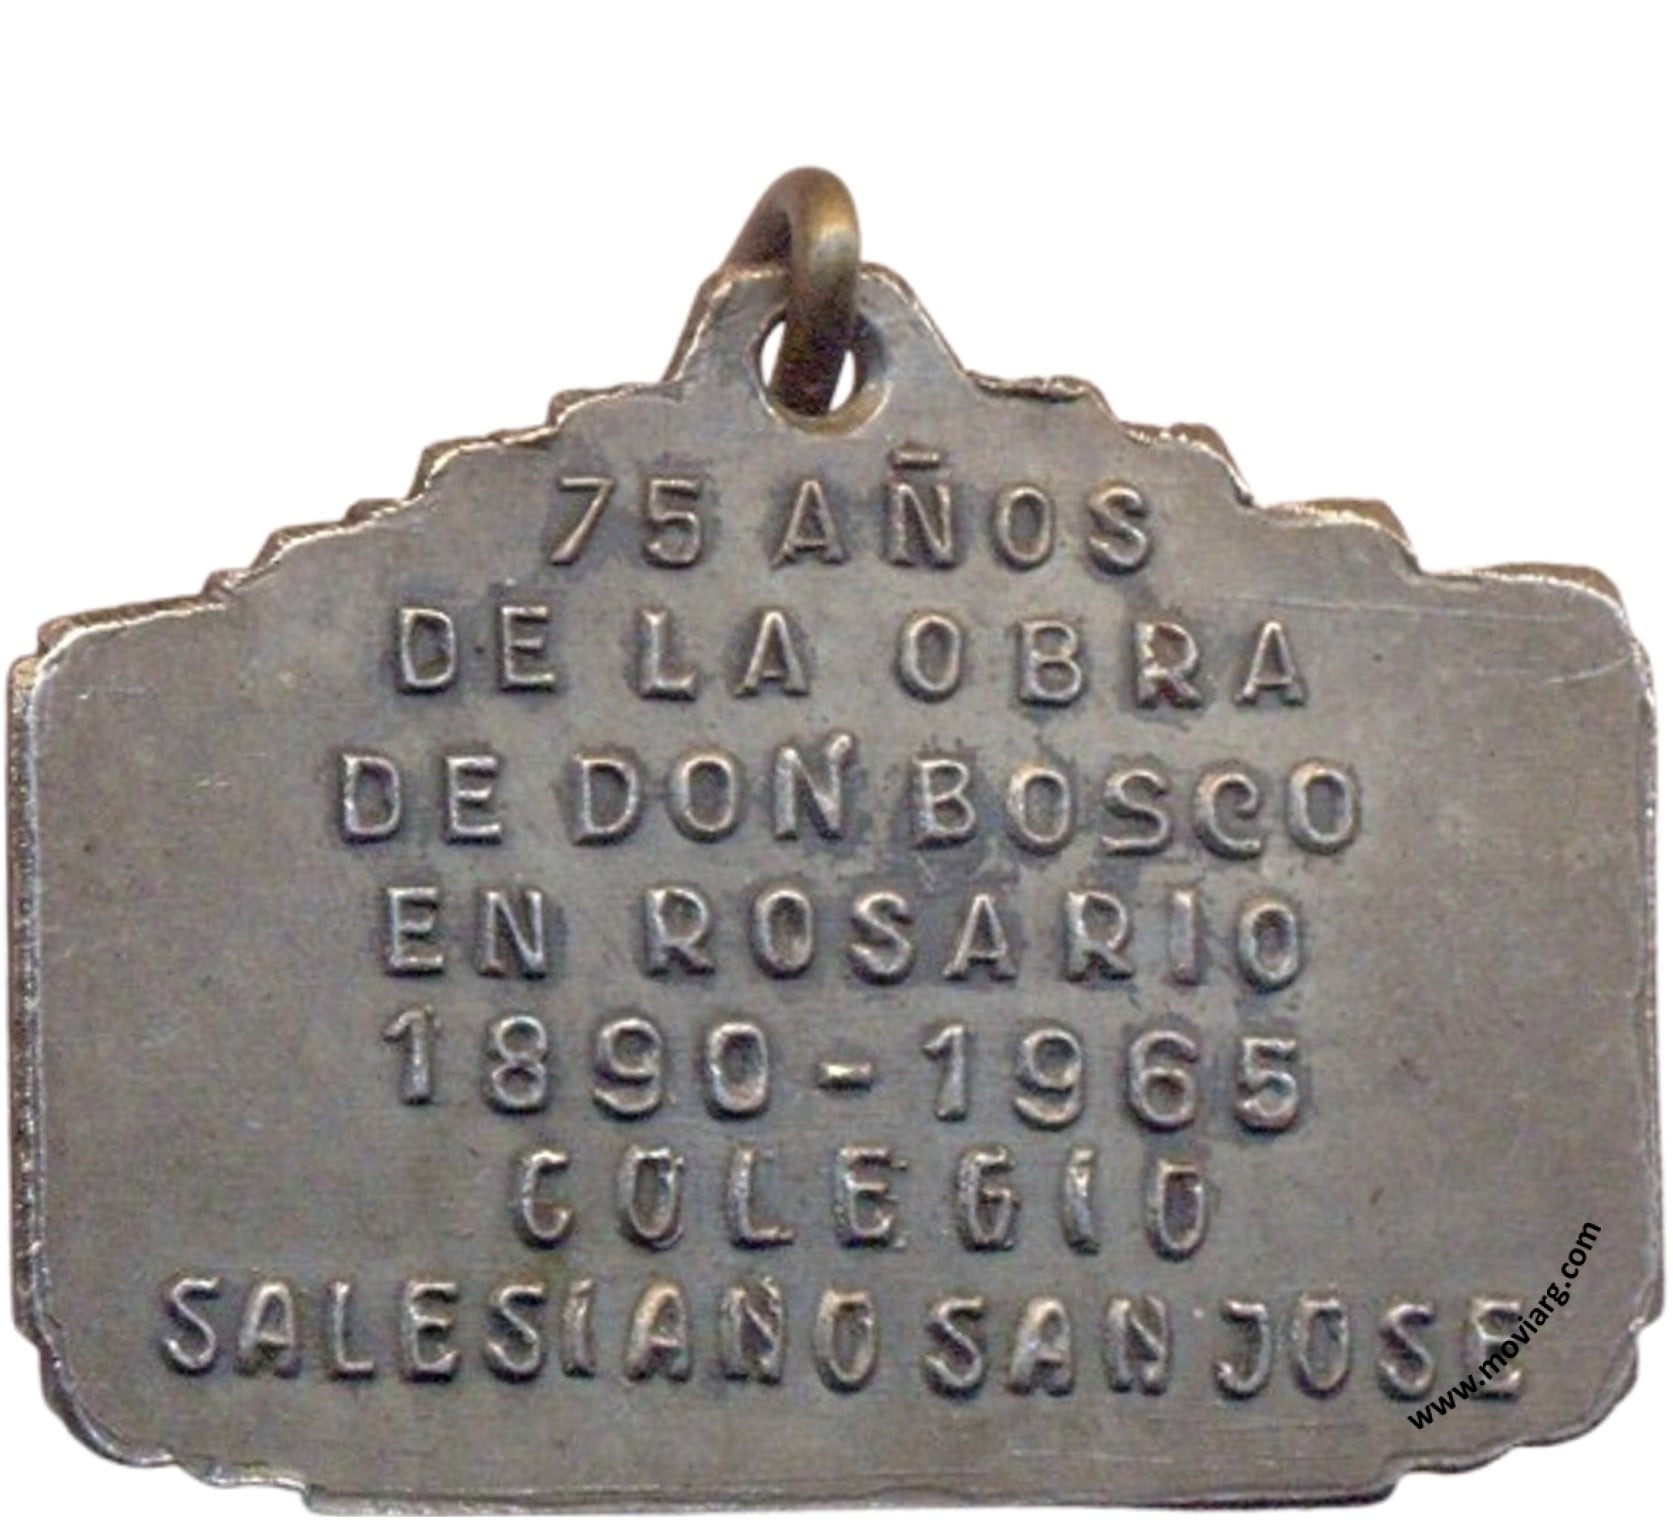 75 AÑOS
DE LA OBRA
DE DON BOSCO
EN ROSARIO
1890-1965
COLEGIO
SALESIANO SAN JOSE
www.moviarg.com